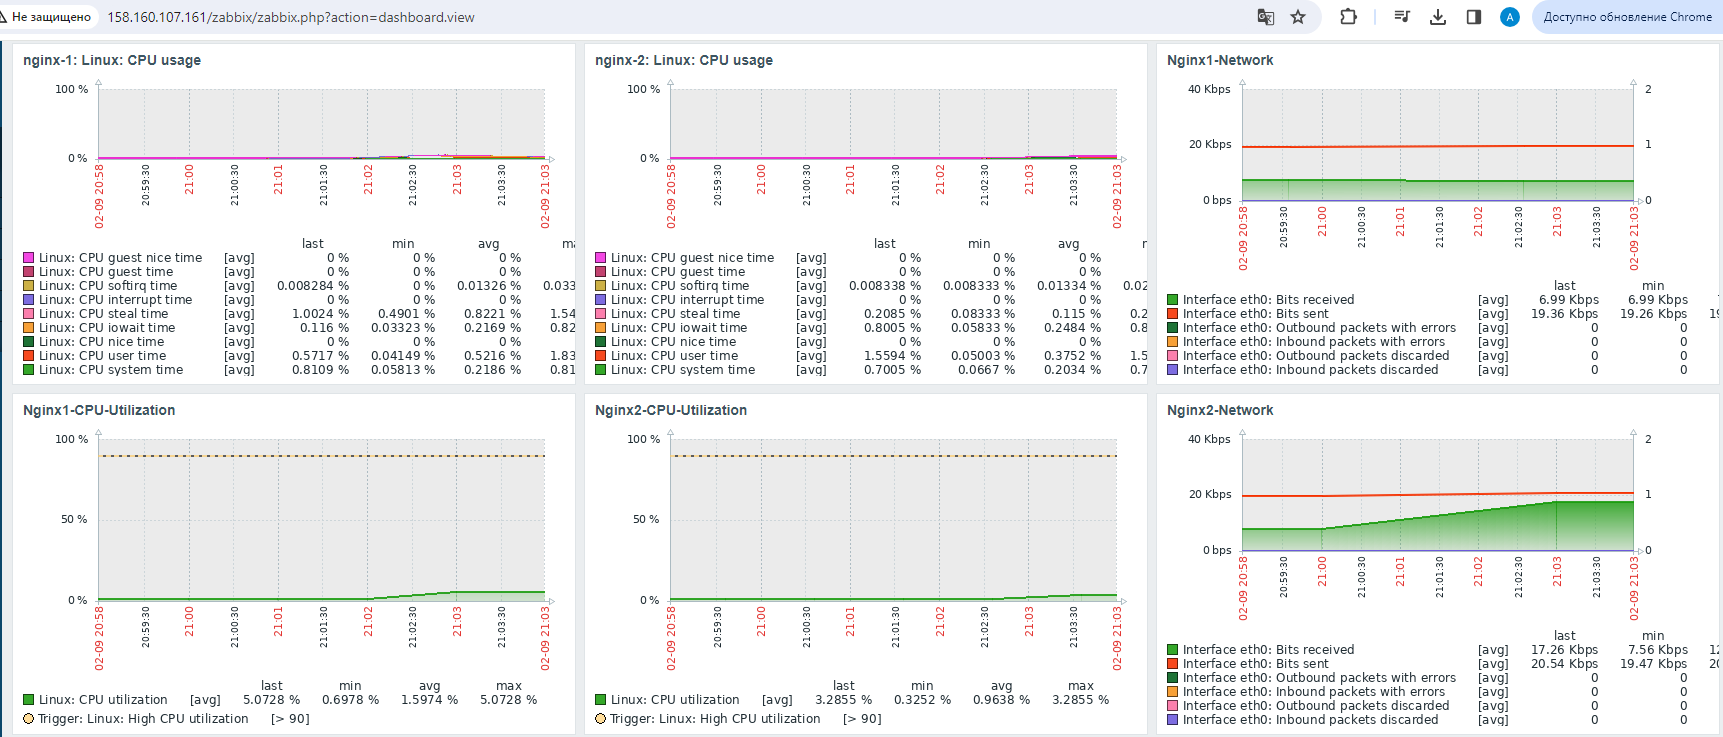 Не защищено 158.160.107.161/zabbix/zabbix.php?action=dashboard.view Доступно обновление Chrome
A
nginx-1: Linux: CPU usage
100 %
0 %
02-09 20:58 20:59:30 21:00 21:00:30 21:01 21:01:30 21:02 21:02:30 21:03 21:03:30 02-09 21:03
last min avg
Linux: CPU guest nice time [avg] 0 % 0 % 0 %
Linux: CPU guest time [avg] 0 % 0 % 0 %
Linux: CPU softirq time [avg] 0.008284 % 0 % 0.01326 % 0.033
Linux: CPU interrupt time [avg] 0 % 0 % 0 %
Linux: CPU steal time [avg] 1.0024 % 0.4901 % 0.8221 % 1.54
Linux: CPU iowait time [avg] 0.116 % 0.03323 % 0.2169 % 0.82
Linux: CPU nice time [avg] 0 % 0 % 0 %
Linux: CPU user time [avg] 0.5717 % 0.04149 % 0.5216 % 1.83
Linux: CPU system time [avg] 0.8109 % 0.05813 % 0.2186 % 0.81
nginx-2: Linux: CPU usage
100 %
0 %
02-09 20:58 20:59:30 21:00 21:00:30 21:01 21:01:30 21:02 21:02:30 21:03 21:03:30 02-09 21:03
last min avg
Linux: CPU guest nice time [avg] 0 % 0 % 0 %
Linux: CPU guest time [avg] 0 % 0 % 0 %
Linux: CPU softirq time [avg] 0.008338 % 0.008333 % 0.01334 % 0.02
Linux: CPU interrupt time [avg] 0 % 0 % 0 %
Linux: CPU steal time [avg] 0.2085 % 0.08333 % 0.115 % 0.2
Linux: CPU iowait time [avg] 0.8005 % 0.05833 % 0.2484 % 0.8
Linux: CPU nice time [avg] 0 % 0 % 0 %
Linux: CPU user time [avg] 1.5594 % 0.05003 % 0.3752 % 1.5
Linux: CPU system time [avg] 0.7005 % 0.0667 % 0.2034 % 0.7
Nginx1-Network
40 Kbps 2
20 Kbps 1
0 bps 0
02-09 20:58 20:59:30 21:00 21:00:30 21:01 21:01:30 21:02 21:02:30 21:03 21:03:30 02-09 21:03
last min
Interface eth0: Bits received [avg] 6.99 Kbps 6.99 Kbps
Interface eth0: Bits sent [avg] 19.36 Kbps 19.26 Kbps 19
Interface eth0: Outbound packets with errors [avg] 0 0
Interface eth0: Inbound packets with errors [avg] 0 0
Interface eth0: Outbound packets discarded [avg] 0 0
Interface eth0: Inbound packets discarded [avg] 0 0
Nginx1-CPU-Utilization
100 %
50 %
0 %
02-09 20:58 20:59:30 21:00 21:00:30 21:01 21:01:30 21:02 21:02:30 21:03 21:03:30 02-09 21:03
last min avg max
Linux: CPU utilization [avg] 5.0728 % 0.6978 % 1.5974 % 5.0728 %
Trigger: Linux: High CPU utilization [> 90]
Nginx2-CPU-Utilization
100 %
50 %
0 %
02-09 20:58 20:59:30 21:00 21:00:30 21:01 21:01:30 21:02 21:02:30 21:03 21:03:30 02-09 21:03
last min avg max
Linux: CPU utilization [avg] 3.2855 % 0.3252 % 0.9638 % 3.2855 %
Trigger: Linux: High CPU utilization [> 90]
Nginx2-Network
40 Kbps 2
20 Kbps 1
0 bps 0
02-09 20:58 20:59:30 21:00 21:00:30 21:01 21:01:30 21:02 21:02:30 21:03 21:03:30 02-09 21:03
last min
Interface eth0: Bits received [avg] 17.26 Kbps 7.56 Kbps 12
Interface eth0: Bits sent [avg] 20.54 Kbps 19.47 Kbps 20
Interface eth0: Outbound packets with errors [avg] 0 0
Interface eth0: Inbound packets with errors [avg] 0 0
Interface eth0: Outbound packets discarded [avg] 0 0
Interface eth0: Inbound packets discarded [avg] 0 0